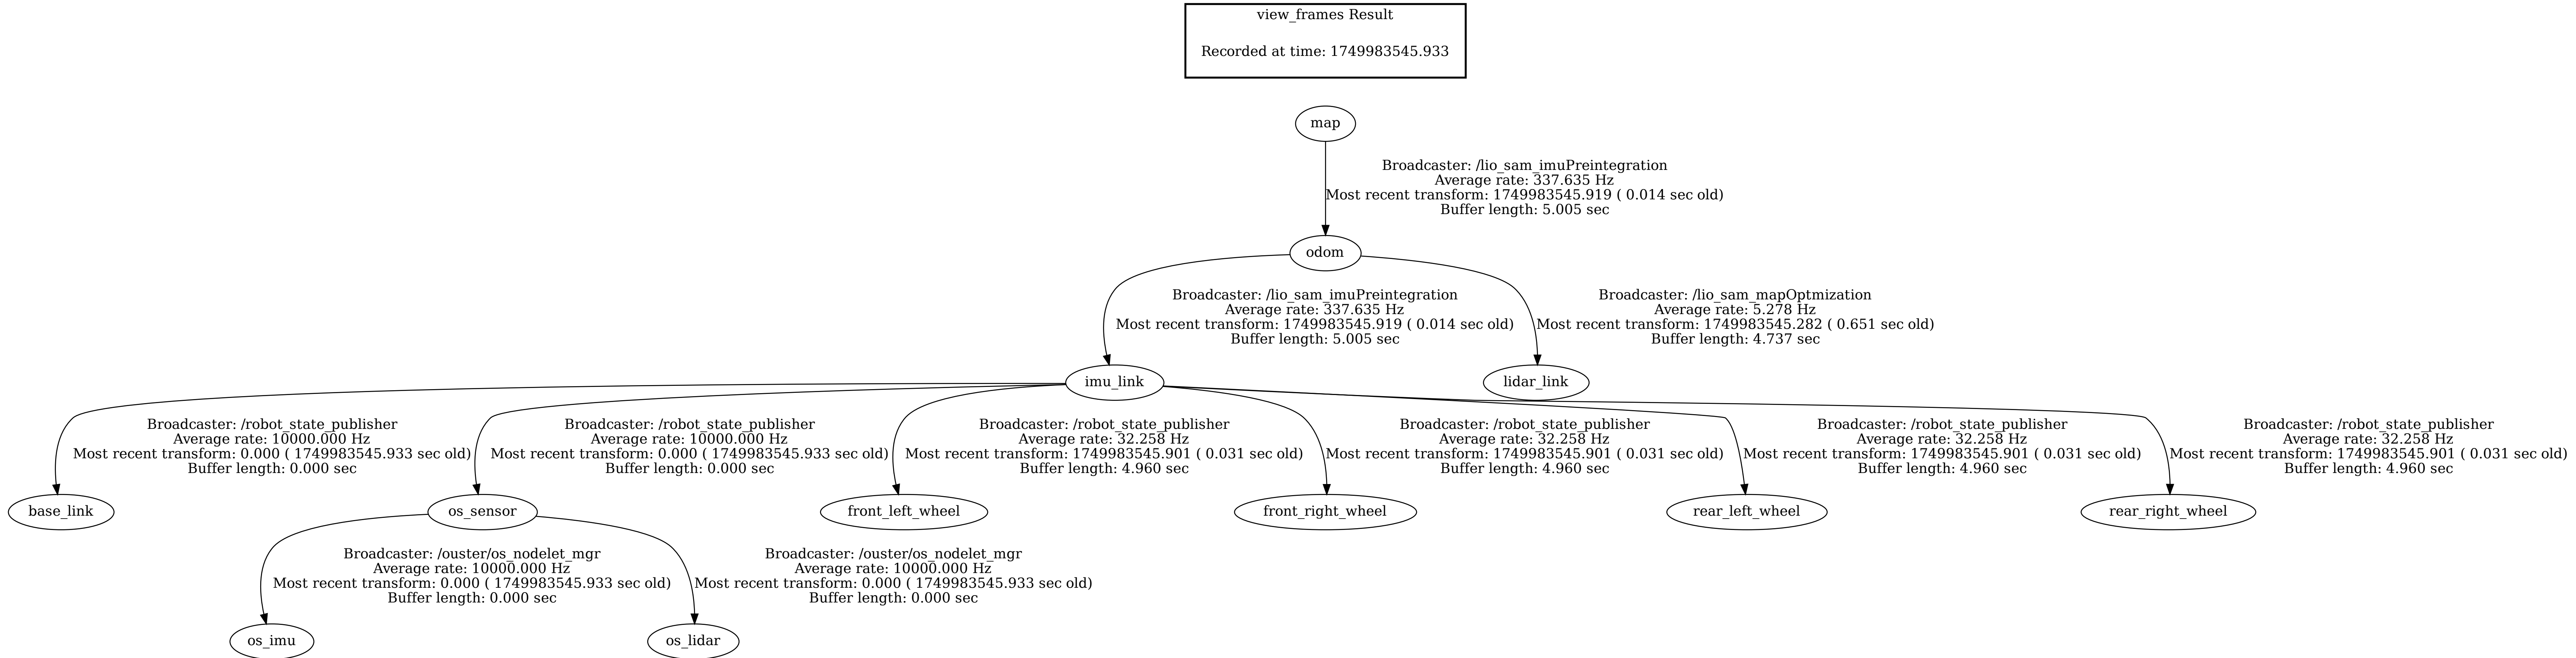 view_frames Result
Recorded at time: 1749983545.933
map
Broadcaster: /lio_sam_imuPreintegration
Average rate: 337.635 Hz
Most recent transform: 1749983545.919 ( 0.014 sec old)
Buffer length: 5.005 sec
odom
Broadcaster: /lio_sam_imuPreintegration
Average rate: 337.635 Hz
Most recent transform: 1749983545.919 ( 0.014 sec old)
Buffer length: 5.005 sec
Broadcaster: /lio_sam_mapOptmization
Average rate: 5.278 Hz
Most recent transform: 1749983545.282 ( 0.651 sec old)
Buffer length: 4.737 sec
imu_link
lidar_link
Broadcaster: /robot_state_publisher
Average rate: 10000.000 Hz
Most recent transform: 0.000 ( 1749983545.933 sec old)
Buffer length: 0.000 sec
Broadcaster: /robot_state_publisher
Average rate: 10000.000 Hz
Most recent transform: 0.000 ( 1749983545.933 sec old)
Buffer length: 0.000 sec
Broadcaster: /robot_state_publisher
Average rate: 32.258 Hz
Most recent transform: 1749983545.901 ( 0.031 sec old)
Buffer length: 4.960 sec
Broadcaster: /robot_state_publisher
Average rate: 32.258 Hz
Most recent transform: 1749983545.901 ( 0.031 sec old)
Buffer length: 4.960 sec
Broadcaster: /robot_state_publisher
Average rate: 32.258 Hz
Most recent transform: 1749983545.901 ( 0.031 sec old)
Buffer length: 4.960 sec
Broadcaster: /robot_state_publisher
Average rate: 32.258 Hz
Most recent transform: 1749983545.901 ( 0.031 sec old)
Buffer length: 4.960 sec
base_link
os_sensor
front_left_wheel
front_right_wheel
rear_left_wheel
rear_right_wheel
Broadcaster: /ouster/os_nodelet_mgr
Average rate: 10000.000 Hz
Most recent transform: 0.000 ( 1749983545.933 sec old)
Buffer length: 0.000 sec
Broadcaster: /ouster/os_nodelet_mgr
Average rate: 10000.000 Hz
Most recent transform: 0.000 ( 1749983545.933 sec old)
Buffer length: 0.000 sec
os_imu
os_lidar